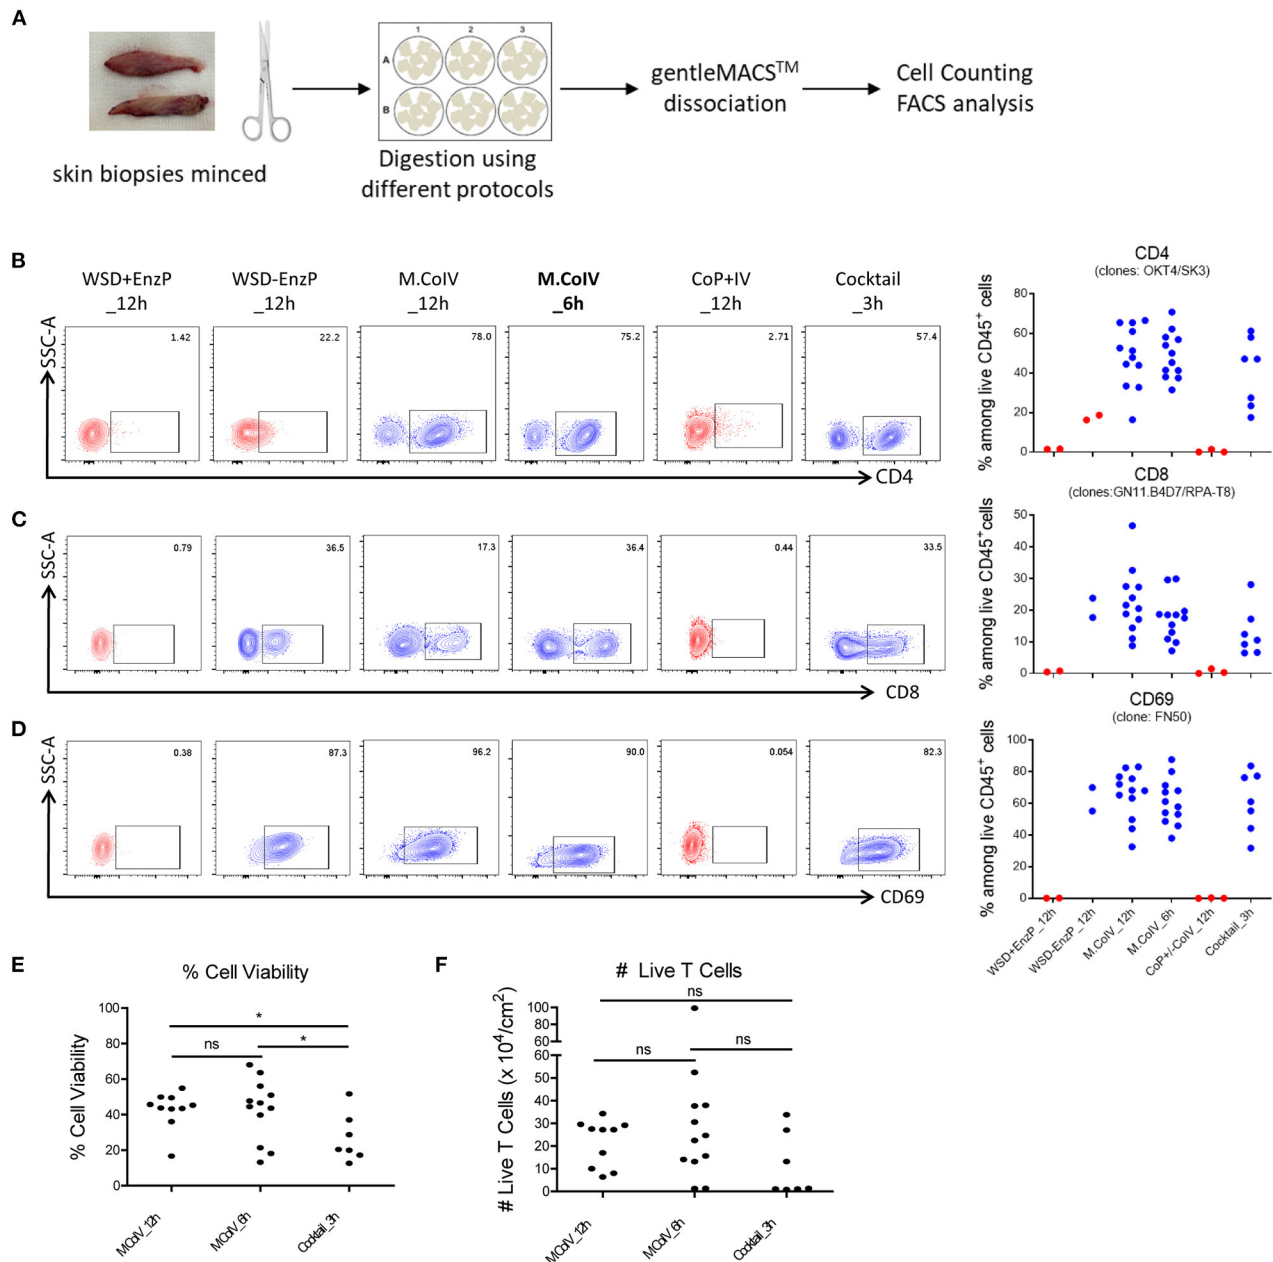 A
1 2 3
A
B
skin biopsies minced
Digestion using
different protocols
gentleMACS™
dissociation
Cell Counting
FACS analysis
B
WSD+EnzP
_12h
WSD-EnzP
_12h
M.ColV
_12h
M.ColV
_6h
CoP+IV
_12h
Cocktail
_3h
SSC-A
1.42
22.2
78.0
75.2
2.71
57.4
CD4
CD4
(clones: OKT4/SK3)
% among live CD45+ cells
80
60
40
20
0
C
SSC-A
0.79
36.5
17.3
36.4
0.44
33.5
CD8
CD8
(clones:GN11.B4D7/RPA-T8)
% among live CD45+cells
50
40
30
20
10
0
D
SSC-A
0.38
87.3
96.2
90.0
0.054
82.3
CD69
CD69
(clone: FN50)
% among live CD45+ cells
100
80
60
40
20
0
WSD+EnzP_12h
WSD-EnzP_12h
M.ColV_12h
M.ColV_6h
CoP+/-ColV_12h
Cocktail_3h
E
% Cell Viability
% Cell Viability
100
80
60
40
20
0
*
ns
*
MColV_12h
MColV_6h
Cocktail_3h
F
# Live T Cells
# Live T Cells (x 10⁴/cm²)
100
80
60
60
50
40
30
20
10
0
ns
ns
ns
MColV_12h
MColV_6h
Cocktail_3h